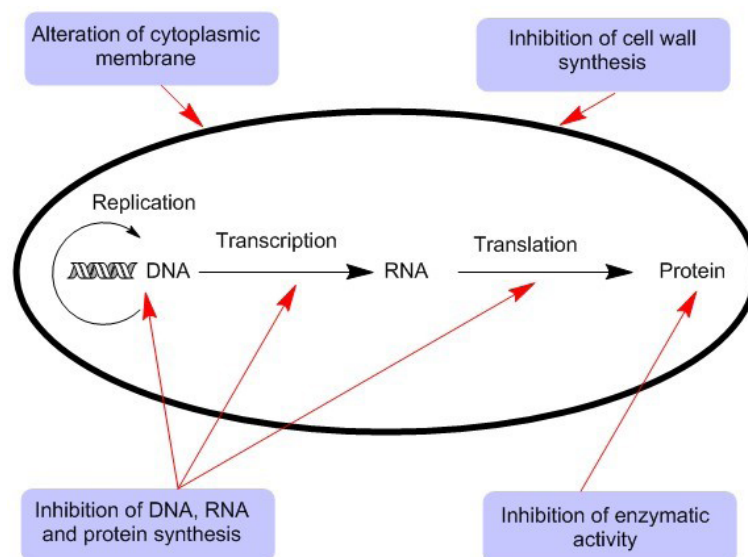 Alteration of cytoplasmic
membrane
Inhibition of cell wall
synthesis
Replication
Transcription
Translation
DNA
RNA
Protein
Inhibition of DNA, RNA
and protein synthesis
Inhibition of enzymatic
activity